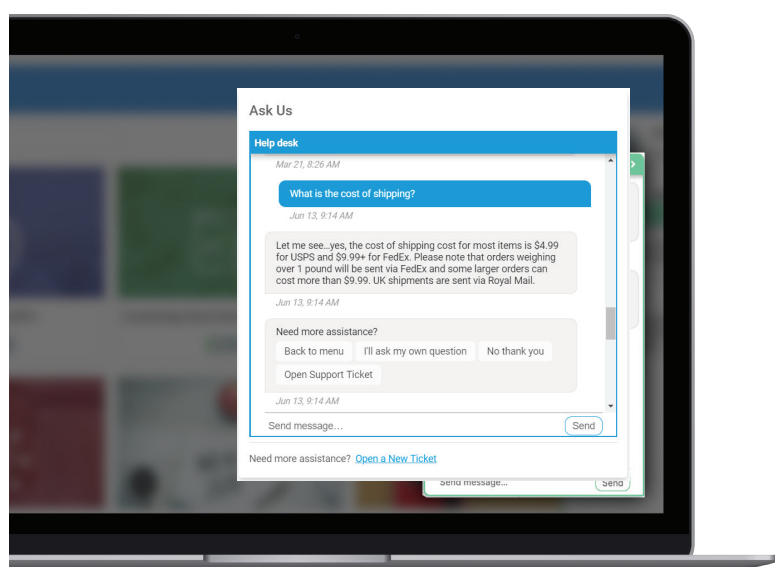 Ask Us
Help desk
Mar 21, 8:26 AM
What is the cost of shipping?
Jun 13, 9:14 AM
Let me see...yes, the cost of shipping cost for most items is $4.99
for USPS and $9.99+ for FedEx. Please note that orders weighing
over 1 pound will be sent via FedEx and some larger orders can
cost more than $9.99. UK shipments are sent via Royal Mail.
Jun 13, 9:14 AM
Need more assistance?
Back to menu I'll ask my own question No thank you
Open Support Ticket
Jun 13, 9:14 AM
Send message... Send
Need more assistance? Open a New Ticket
Send message... Send